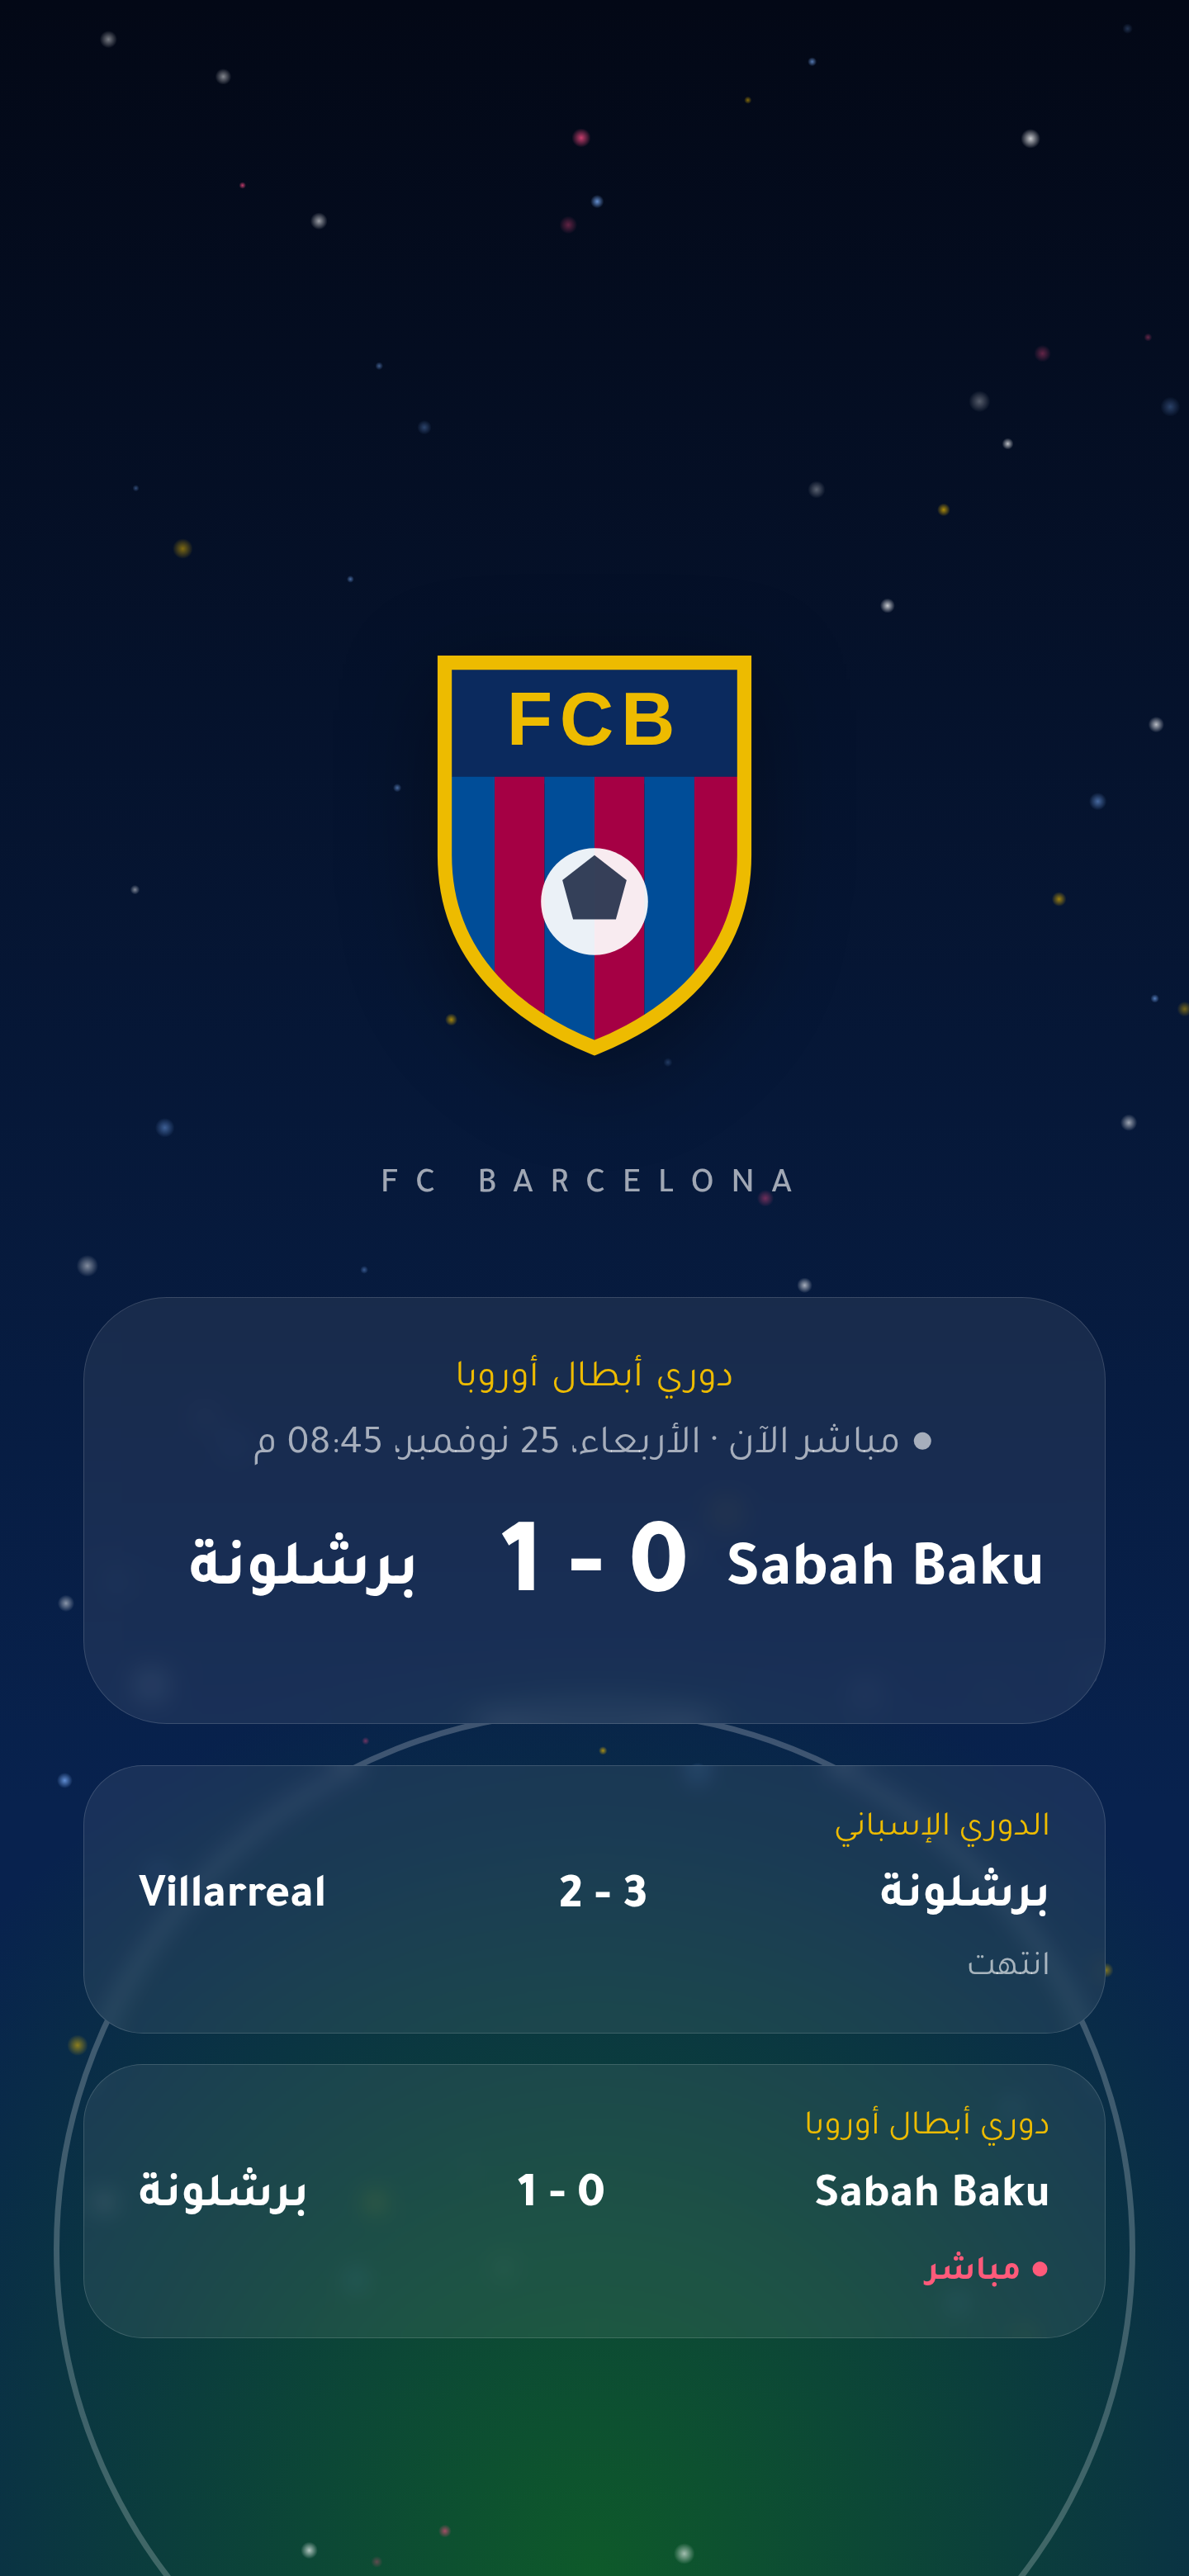 FCB
FC BARCELONA
دوري أبطال أوروبا
● مباشر الآن · الأربعاء، 25 نوفمبر، 08:45 م
Sabah Baku 1 - 0 برشلونة
الدوري الإسباني
برشلونة 2 - 3 Villarreal
انتهت
دوري أبطال أوروبا
Sabah Baku 1 - 0 برشلونة
● مباشر